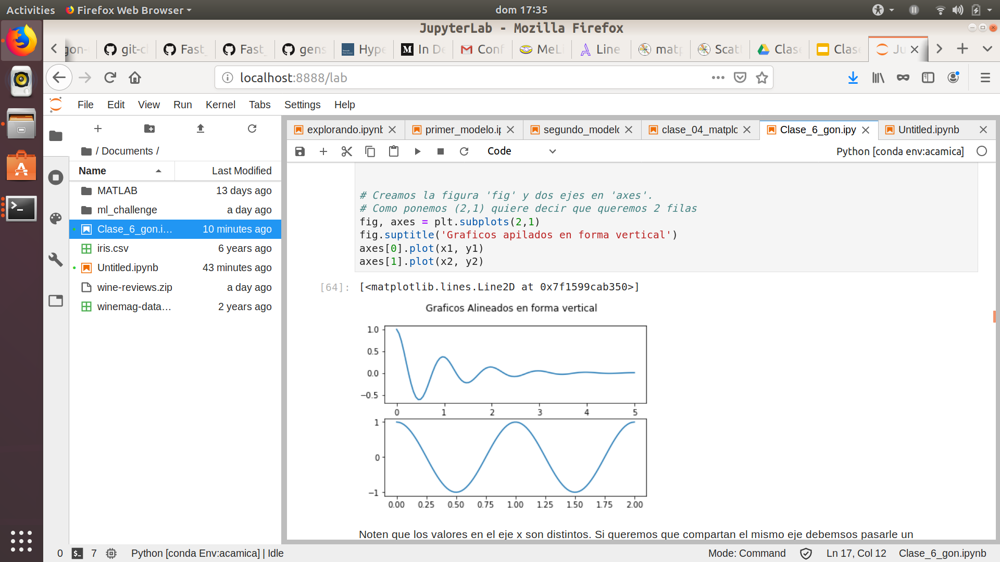 Activities Firefox Web Browser dom 17:35
JupyterLab - Mozilla Firefox
gon- git-cl Fast_ Fast_ gens Hype In De Conf MeLi Line matp Scatt Clase Clase Ju
localhost:8888/lab
File Edit View Run Kernel Tabs Settings Help
explorando.ipynb primer_modelo.ip segundo_modelo clase_04_matplo Clase_6_gon.ipy Untitled.ipynb
/ Documents /
Code Python [conda env:acamica]
Name Last Modified
MATLAB 13 days ago
ml_challenge a day ago
Clase_6_gon.i… 10 minutes ago
iris.csv 6 years ago
Untitled.ipynb 43 minutes ago
wine-reviews.zip a day ago
winemag-data… 2 years ago
# Creamos la figura 'fig' y dos ejes en 'axes'.
# Como ponemos (2,1) quiere decir que queremos 2 filas
fig, axes = plt.subplots(2,1)
fig.suptitle('Graficos apilados en forma vertical')
axes[0].plot(x1, y1)
axes[1].plot(x2, y2)
[64]: [<matplotlib.lines.Line2D at 0x7f1599cab350>]
Graficos Alineados en forma vertical
1.0
0.5
0.0
−0.5
0 1 2 3 4 5
1
0
−1
0.00 0.25 0.50 0.75 1.00 1.25 1.50 1.75 2.00
Noten que los valores en el eje x son distintos. Si queremos que compartan el mismo eje debemsos pasarle un
0 $_ 7 Python [conda Env:acamica] | Idle Mode: Command Ln 17, Col 12 Clase_6_gon.ipynb